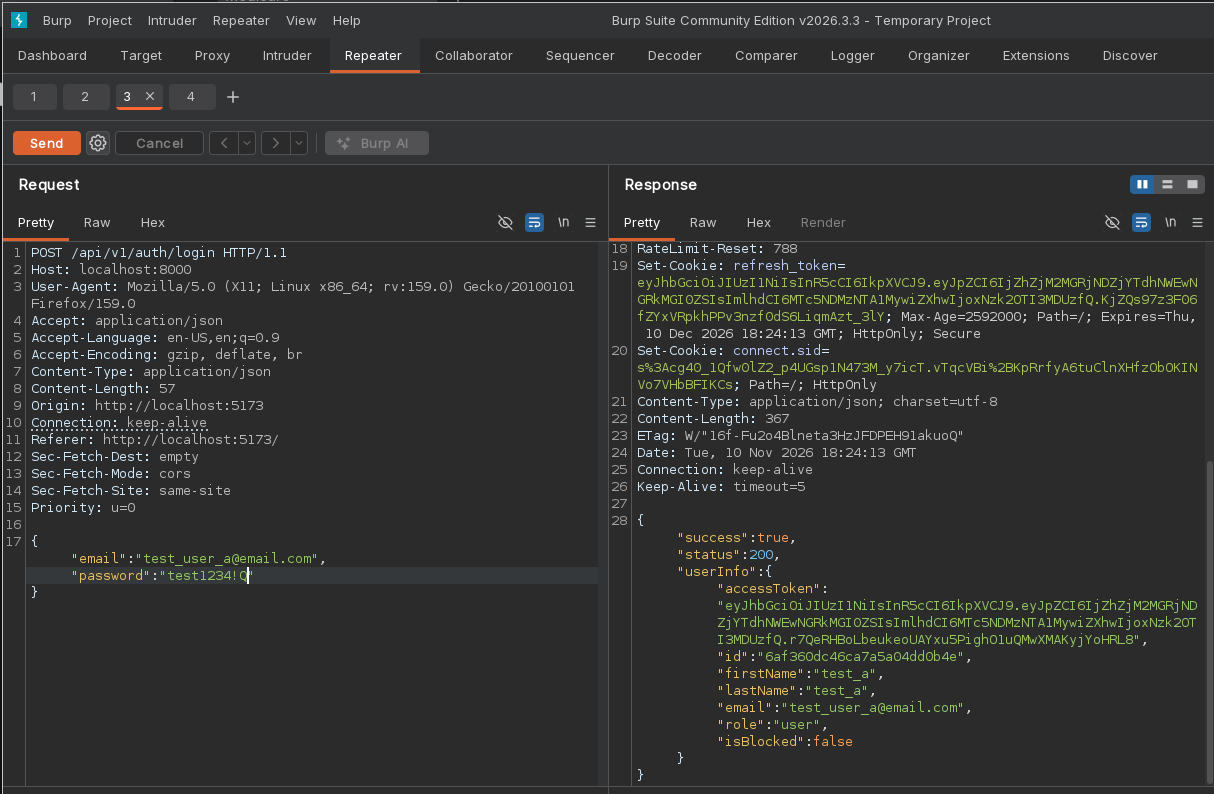 Burp Project Intruder Repeater View Help Burp Suite Community Edition v2026.3.3 - Temporary Project
Dashboard Target Proxy Intruder Repeater Collaborator Sequencer Decoder Comparer Logger Organizer Extensions Discover
1 2 3 × 4 +
Send Cancel < > Burp AI
Request
Pretty Raw Hex \n
1 POST /api/v1/auth/login HTTP/1.1
2 Host: localhost:8000
3 User-Agent: Mozilla/5.0 (X11; Linux x86_64; rv:159.0) Gecko/20100101
Firefox/159.0
4 Accept: application/json
5 Accept-Language: en-US,en;q=0.9
6 Accept-Encoding: gzip, deflate, br
7 Content-Type: application/json
8 Content-Length: 57
9 Origin: http://localhost:5173
10 Connection: keep-alive
11 Referer: http://localhost:5173/
12 Sec-Fetch-Dest: empty
13 Sec-Fetch-Mode: cors
14 Sec-Fetch-Site: same-site
15 Priority: u=0
16
17 {
"email":"test_user_a@email.com",
"password":"test1234!Q"
}
Response
Pretty Raw Hex Render \n
18 RateLimit-Reset: 788
19 Set-Cookie: refresh_token=
eyJhbGciOiJIUzI1NiIsInR5cCI6IkpXVCJ9.eyJpZCI6IjZhZjM2MGRjNDZjYTdhNWEwN
GRkMGI0ZSIsImlhdCI6MTc5NDMzNTA1MywiZXhwIjoxNzk2OTI3MDUzfQ.KjZQs97z3F06
fZYxVRpkhPPv3nzfOdS6LiqmAzt_3lY; Max-Age=2592000; Path=/; Expires=Thu,
10 Dec 2026 18:24:13 GMT; HttpOnly; Secure
20 Set-Cookie: connect.sid=
s%3Acg40_1QfwOlZ2_p4UGsp1N473M_y7icT.vTqcVBi%2BKpRrfyA6tuClnXHfzObOKIN
Vo7VHbBFIKCs; Path=/; HttpOnly
21 Content-Type: application/json; charset=utf-8
22 Content-Length: 367
23 ETag: W/"16f-Fu2o4Blneta3HzJFDPEH91akuoQ"
24 Date: Tue, 10 Nov 2026 18:24:13 GMT
25 Connection: keep-alive
26 Keep-Alive: timeout=5
27
28 {
"success":true,
"status":200,
"userInfo":{
"accessToken":
"eyJhbGciOiJIUzI1NiIsInR5cCI6IkpXVCJ9.eyJpZCI6IjZhZjM2MGRjND
ZjYTdhNWEwNGRkMGI0ZSIsImlhdCI6MTc5NDMzNTA1MywiZXhwIjoxNzk2OT
I3MDUzfQ.r7QeRHBoLbeukeoUAYxu5PighO1uQMwXMAKyjYoHRL8",
"id":"6af360dc46ca7a5a04dd0b4e",
"firstName":"test_a",
"lastName":"test_a",
"email":"test_user_a@email.com",
"role":"user",
"isBlocked":false
}
}